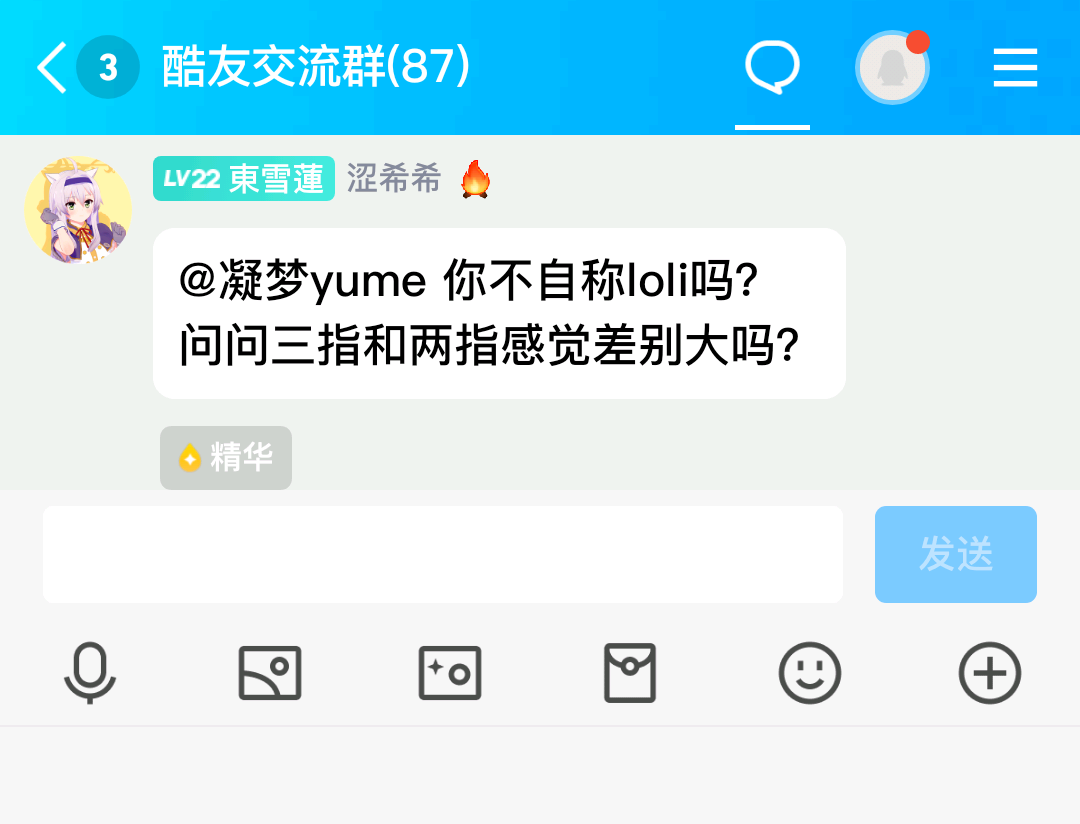 3 酷友交流群(87)
LV22 東雪蓮 涩希希
@凝梦yume 你不自称loli吗?
问问三指和两指感觉差别大吗?
精华
发送